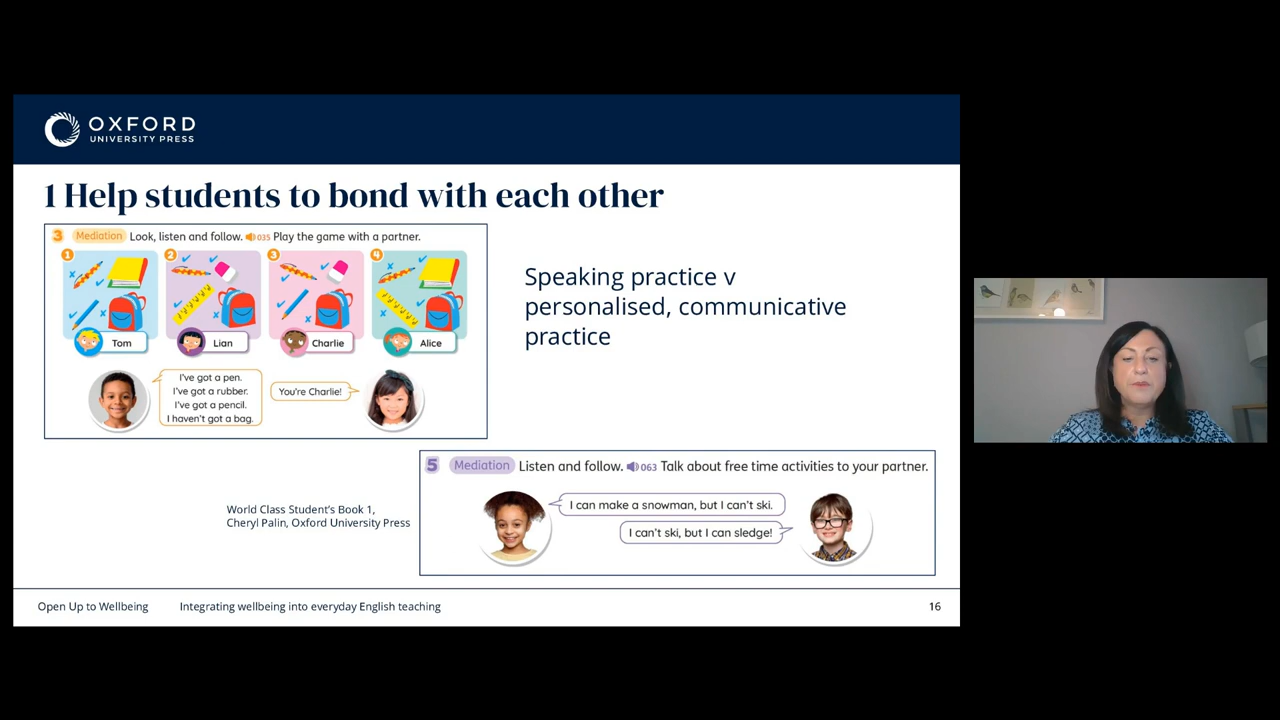 OXFORD
UNIVERSITY PRESS
1 Help students to bond with each other
3 Mediation Look, listen and follow. 035 Play the game with a partner.
1
2
3
4
Tom
Lian
Charlie
Alice
I've got a pen.
I've got a rubber.
I've got a pencil.
I haven't got a bag.
You're Charlie!
Speaking practice v
personalised, communicative
practice
5 Mediation Listen and follow. 063 Talk about free time activities to your partner.
I can make a snowman, but I can't ski.
I can't ski, but I can sledge!
World Class Student's Book 1,
Cheryl Palin, Oxford University Press
Open Up to Wellbeing Integrating wellbeing into everyday English teaching 16